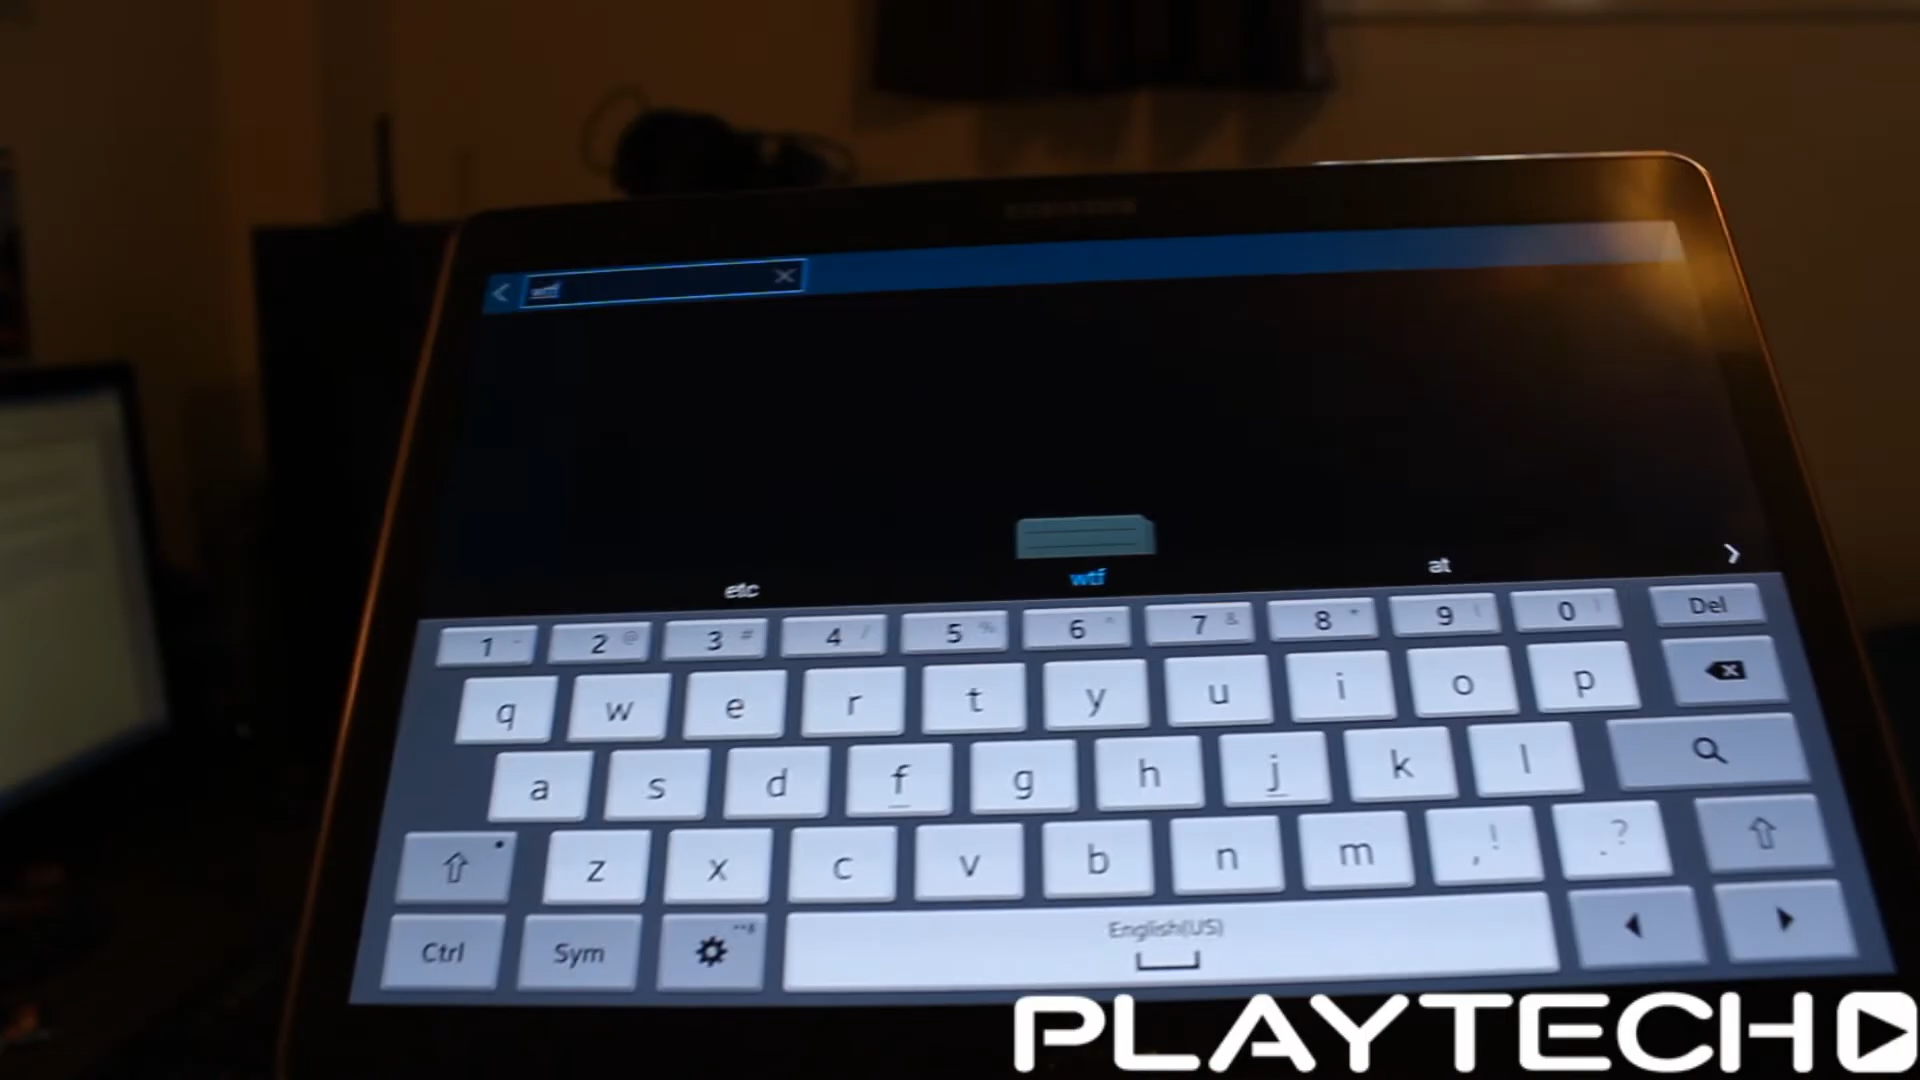 SAMSUNG
wtf
etc wtf at
1 - 2 @ 3 # 4 / 5 % 6 ^ 7 & 8 * 9 ( 0 ) Del
q w e r t y u i o p
a s d f g h j k l
z x c v b n m , ! . ?
Ctrl Sym English(US)
PLAYTECH